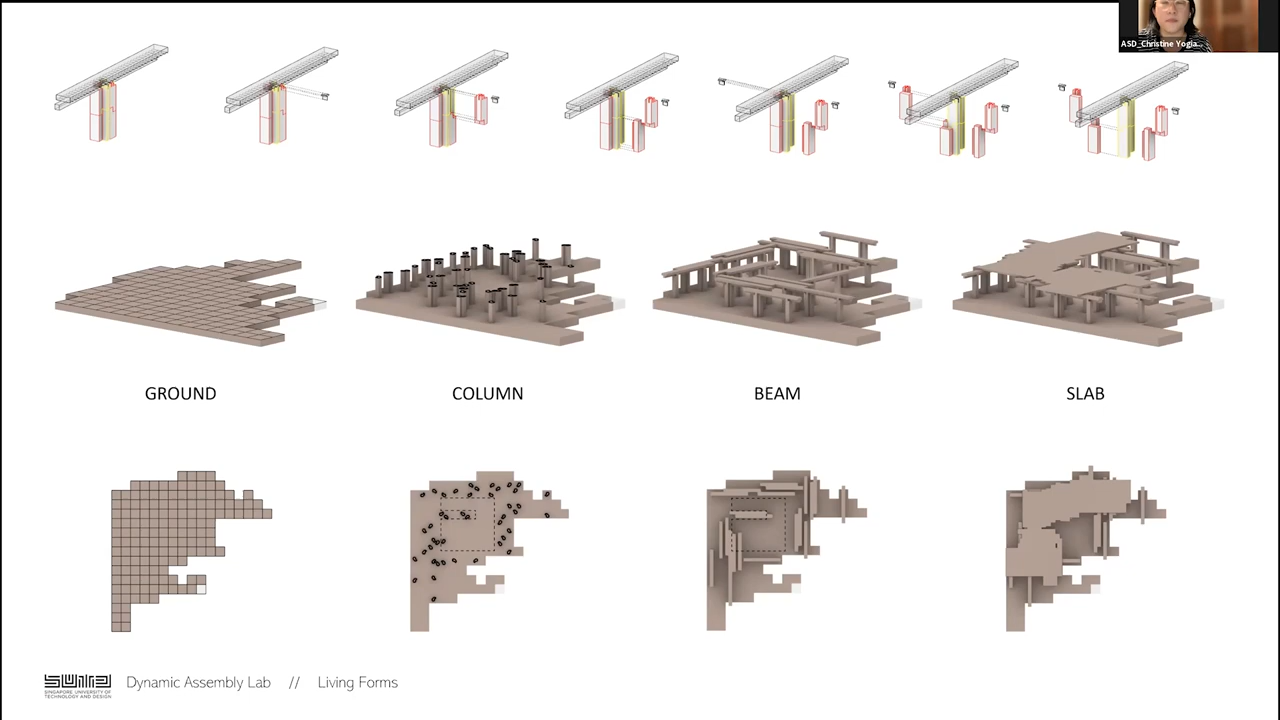 ASD_Christine Yogia...
GROUND
COLUMN
BEAM
SLAB
SUTD
SINGAPORE UNIVERSITY OF
TECHNOLOGY AND DESIGN
Dynamic Assembly Lab // Living Forms